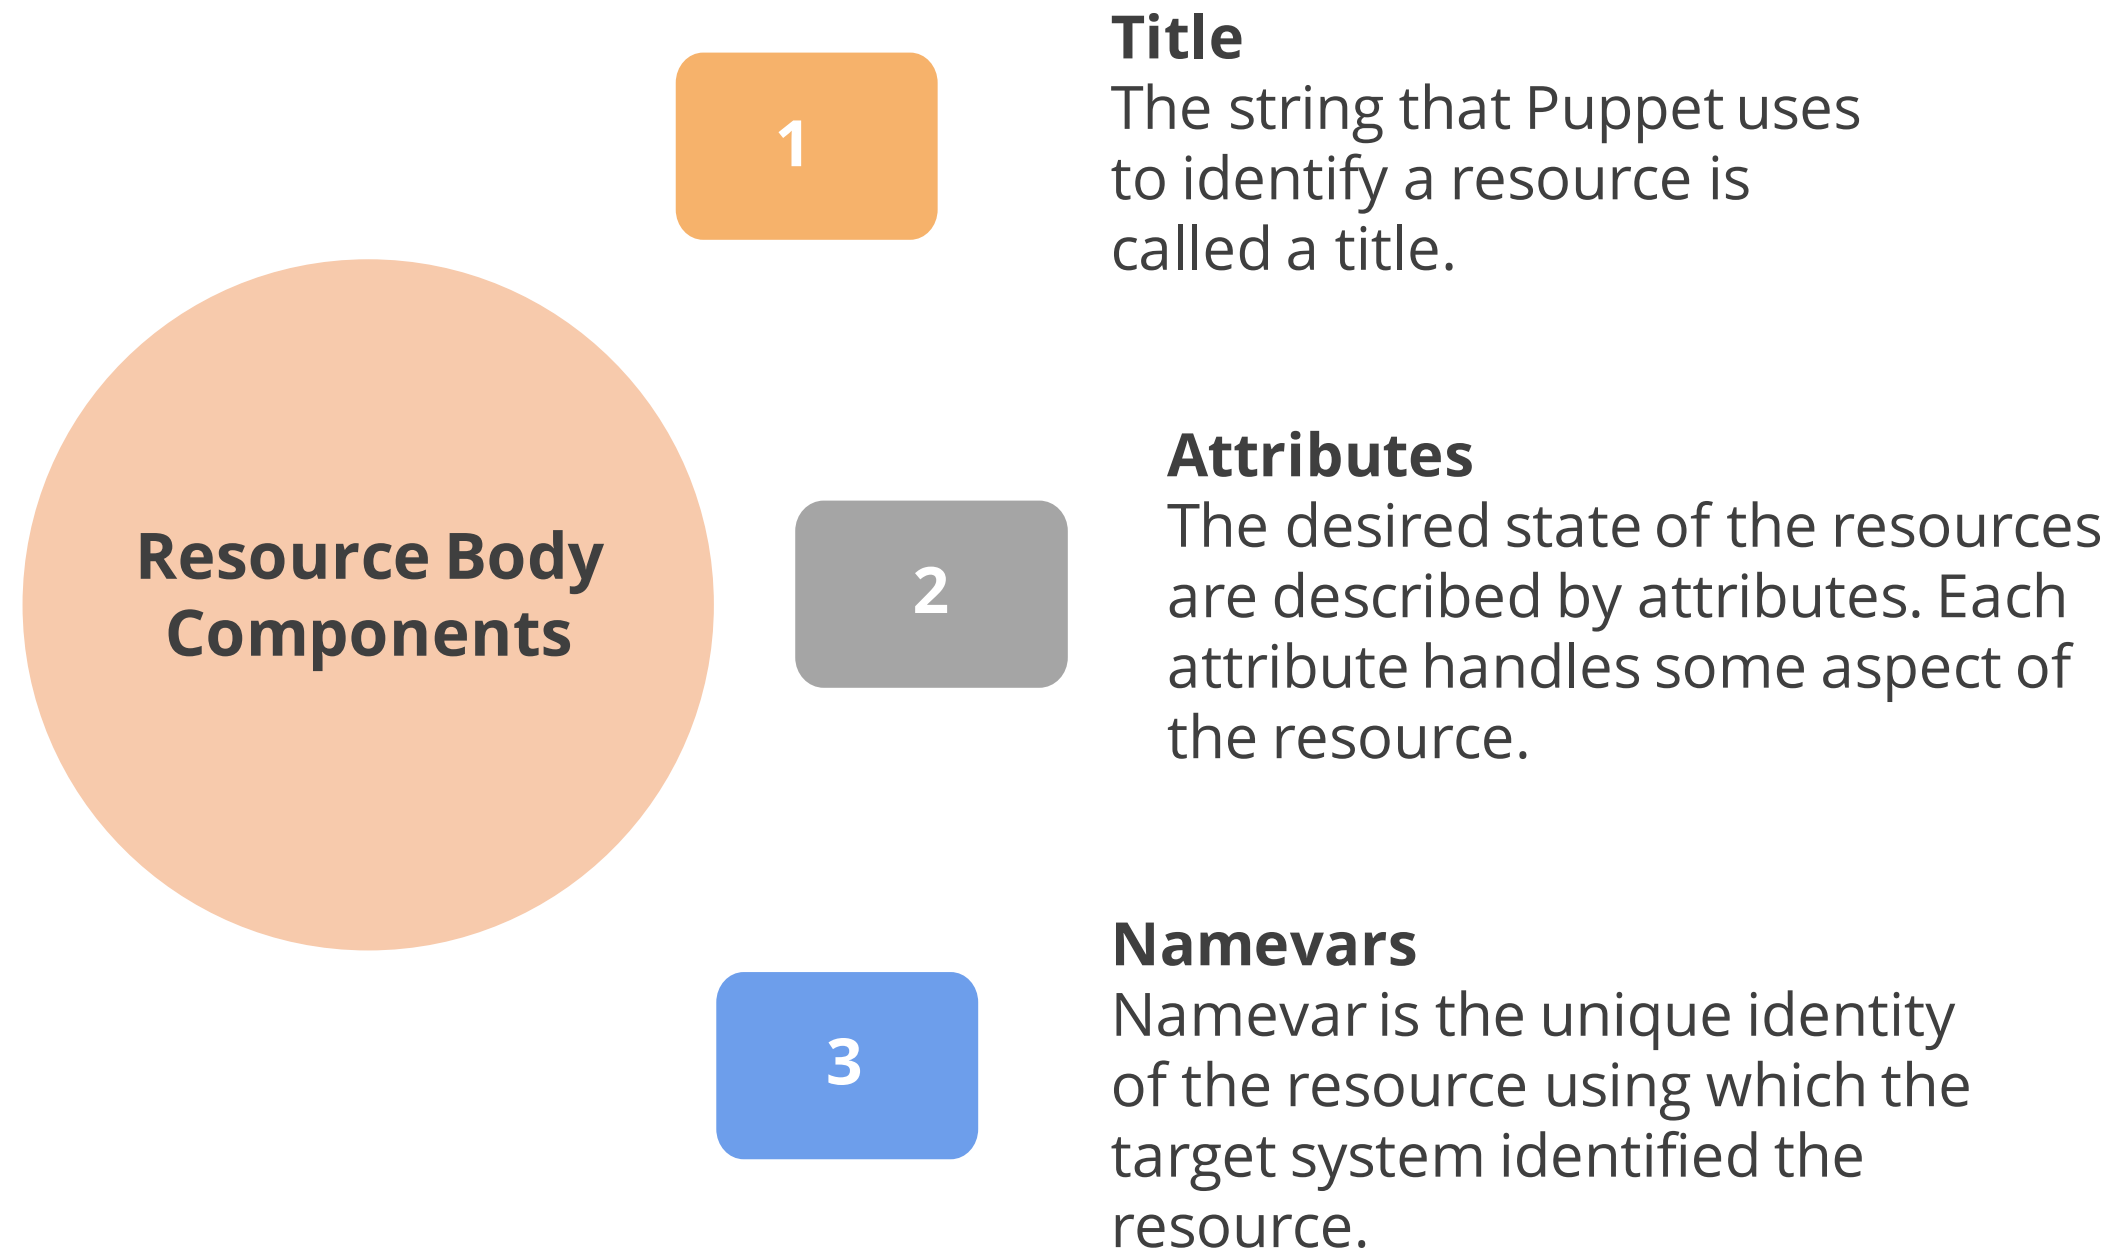 Resource Body
Components
1
Title
The string that Puppet uses
to identify a resource is
called a title.
2
Attributes
The desired state of the resources
are described by attributes. Each
attribute handles some aspect of
the resource.
3
Namevars
Namevar is the unique identity
of the resource using which the
target system identified the
resource.